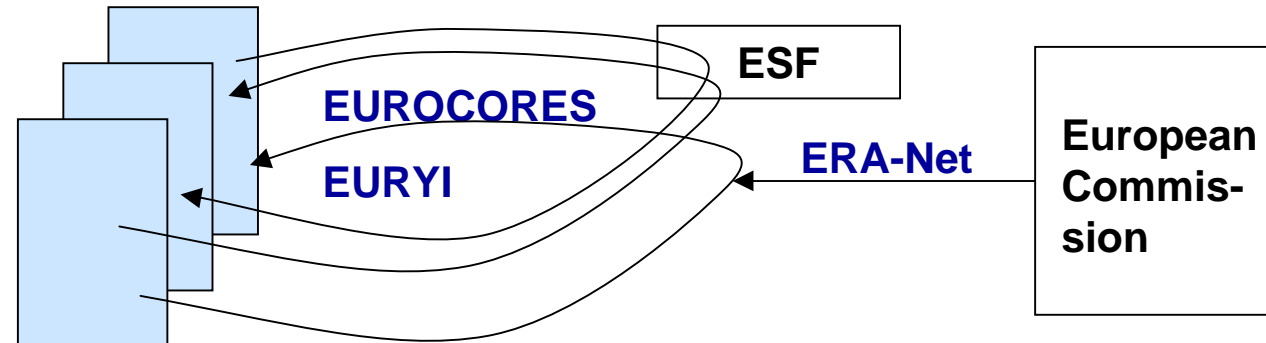 ESF
EUROCORES
EURYI
ERA-Net
European
Commis-
sion